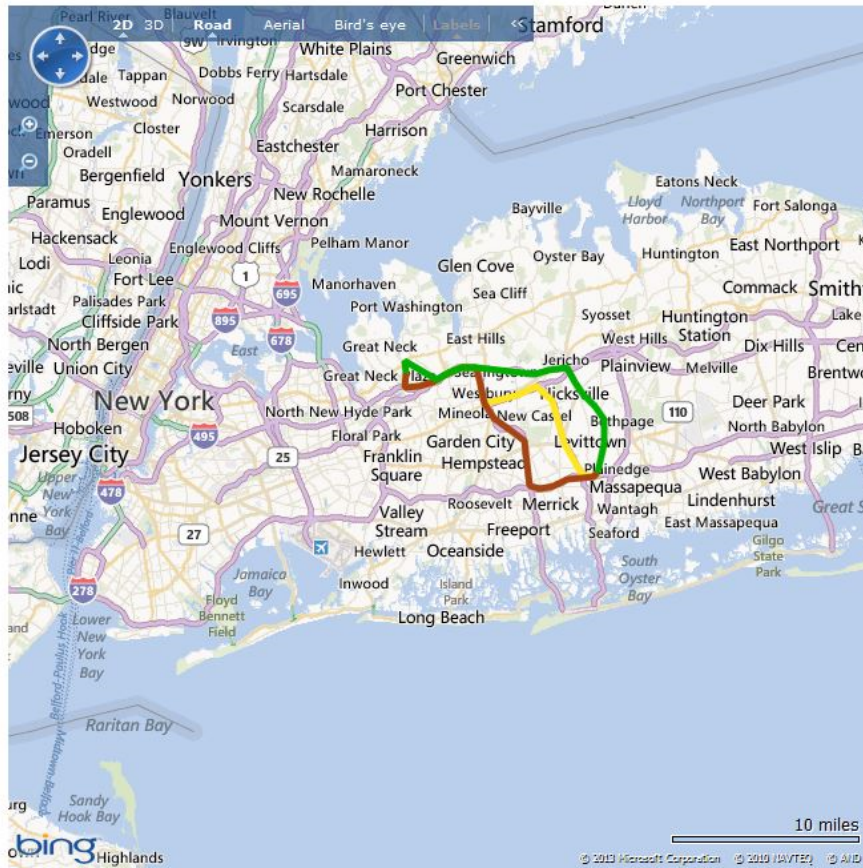 Pearl River
2D 3D Road Aerial Bird's eye Labels <<
9W
Irvington
Stamford
White Plains
Greenwich
Tappan
Dobbs Ferry
Hartsdale
Westwood
Norwood
Port Chester
Scarsdale
Emerson
Closter
Harrison
Oradell
Eastchester
Bergenfield
Yonkers
Mamaroneck
Eatons Neck
Paramus
New Rochelle
Lloyd Harbor
Northport Bay
Fort Salonga
Englewood
Mount Vernon
Bayville
Hackensack
Englewood Cliffs
Pelham Manor
Oyster Bay
Huntington
East Northport
Leonia
Lodi
Fort Lee
1
Glen Cove
Manorhaven
Sea Cliff
Commack
Palisades Park
695
Port Washington
Syosset
Huntington Station
Cliffside Park
895
678
East Hills
West Hills
Dix Hills
North Bergen
East
Great Neck
Jericho
Plainview
Melville
Union City
Great Neck Plaza
Westbury
Hicksville
Deer Park
New York
508
Hoboken
North New Hyde Park
Mineola
New Castel
Bethpage
110
North Babylon
495
Floral Park
Garden City
Levittown
West Islip
Jersey City
25
Franklin Square
Hempstead
Plainedge
West Babylon
Upper New York Bay
478
Massapequa
Lindenhurst
Roosevelt
Merrick
Wantagh
27
Valley Stream
Freeport
Seaford
East Massapequa
Hewlett
Oceanside
Gilgo State Park
Jamaica Bay
Inwood
Island Park
South Oyster Bay
278
Floyd Bennett Field
Long Beach
Lower New York Bay
Belford-Paulus Hook
Midtown-Belford
Raritan Bay
Sandy Hook Bay
10 miles
bing
Highlands
© 2013 Microsoft Corporation © 2010 NAVTEQ © AND